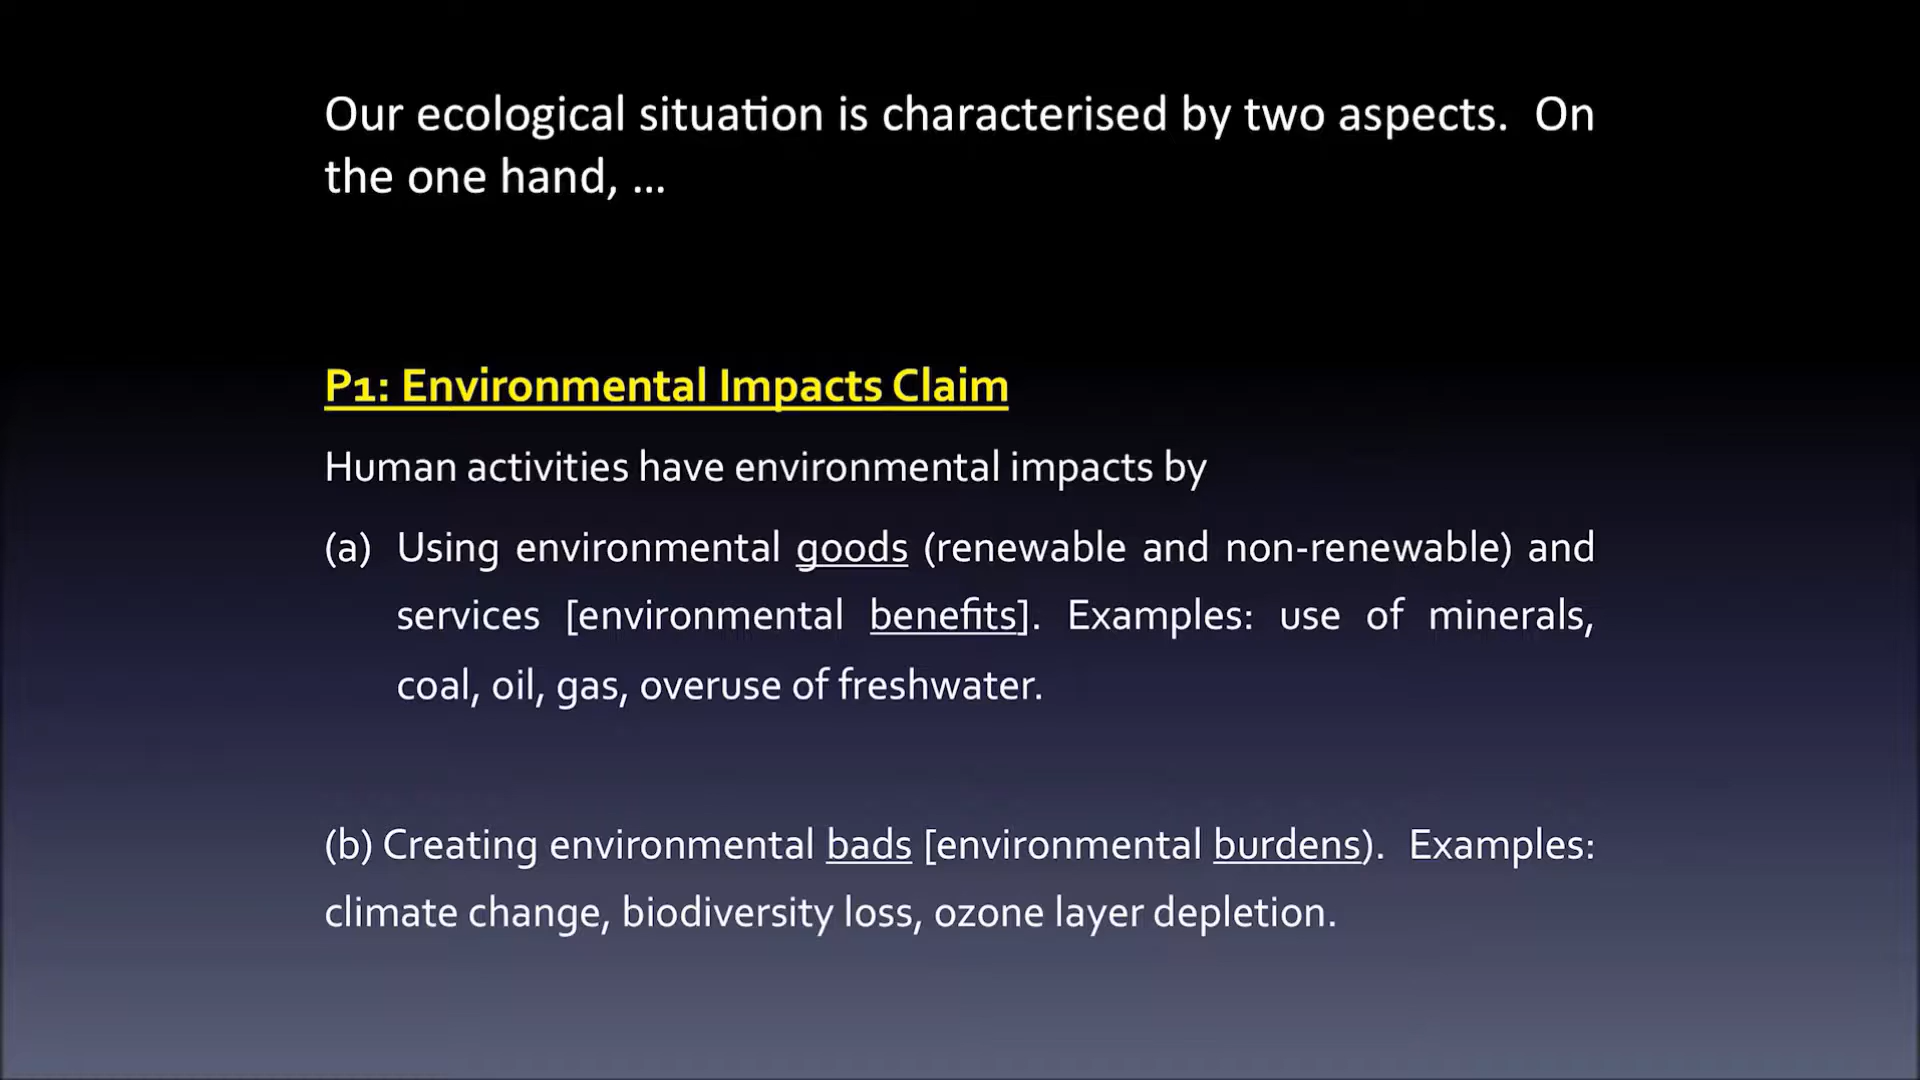 Our ecological situation is characterised by two aspects.  On
the one hand, ...
P1: Environmental Impacts Claim
Human activities have environmental impacts by
(a) Using environmental goods (renewable and non-renewable) and
services [environmental benefits]. Examples: use of minerals,
coal, oil, gas, overuse of freshwater.
(b) Creating environmental bads [environmental burdens).  Examples:
climate change, biodiversity loss, ozone layer depletion.